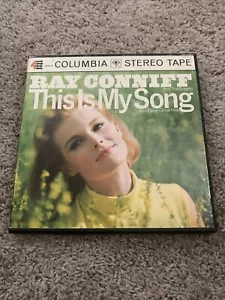 COLUMBIA STEREO TAPE
RAY CONNIFF
This Is My Song